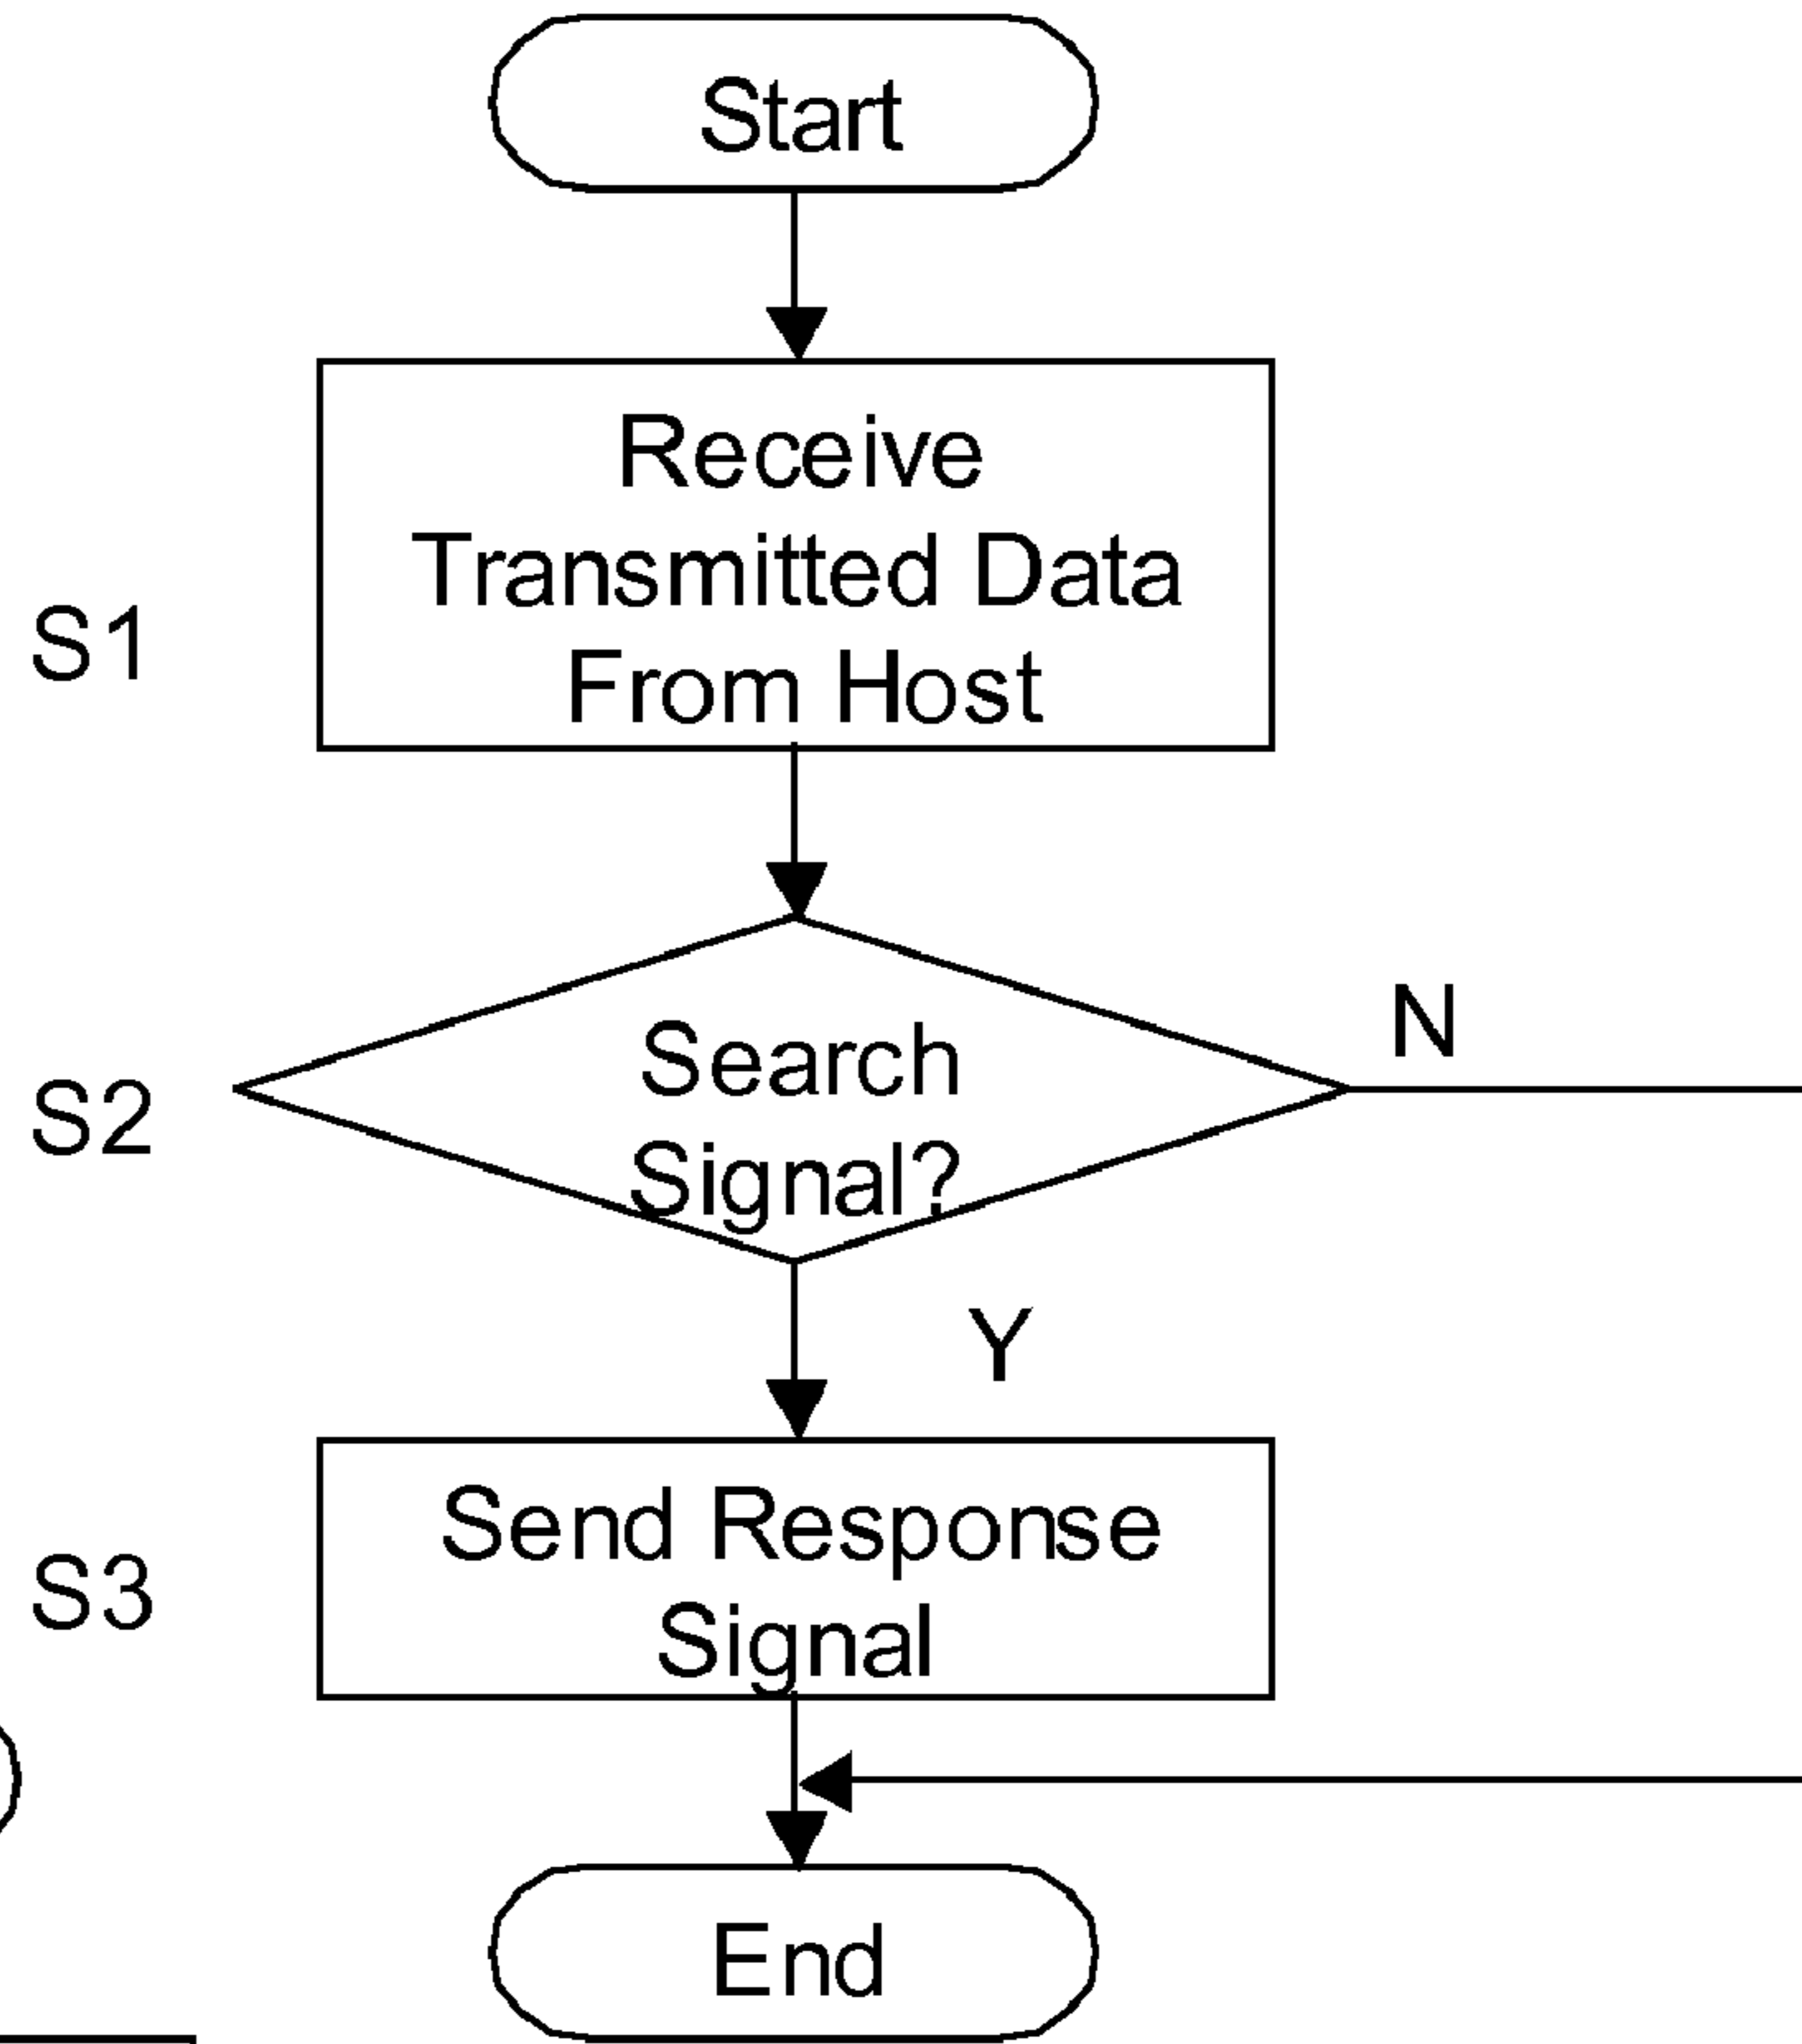 Start
Receive
Transmitted Data
From Host
S1
Search
Signal?
N
S2
Y
Send Response
Signal
S3
End